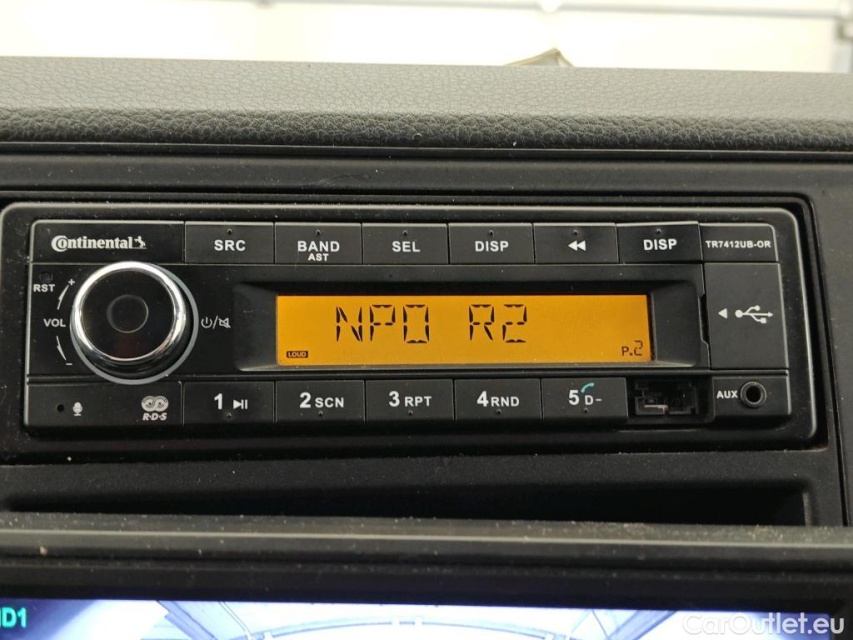 Continental
SRC
BAND
AST
SEL
DISP
DISP
TR7412UB-OR
RST
+
VOL
-
NPO R2
LOUD
P.2
R·D·S
1
2 SCN
3 RPT
4 RND
5 D-
AUX
ID1
CarOutlet.eu